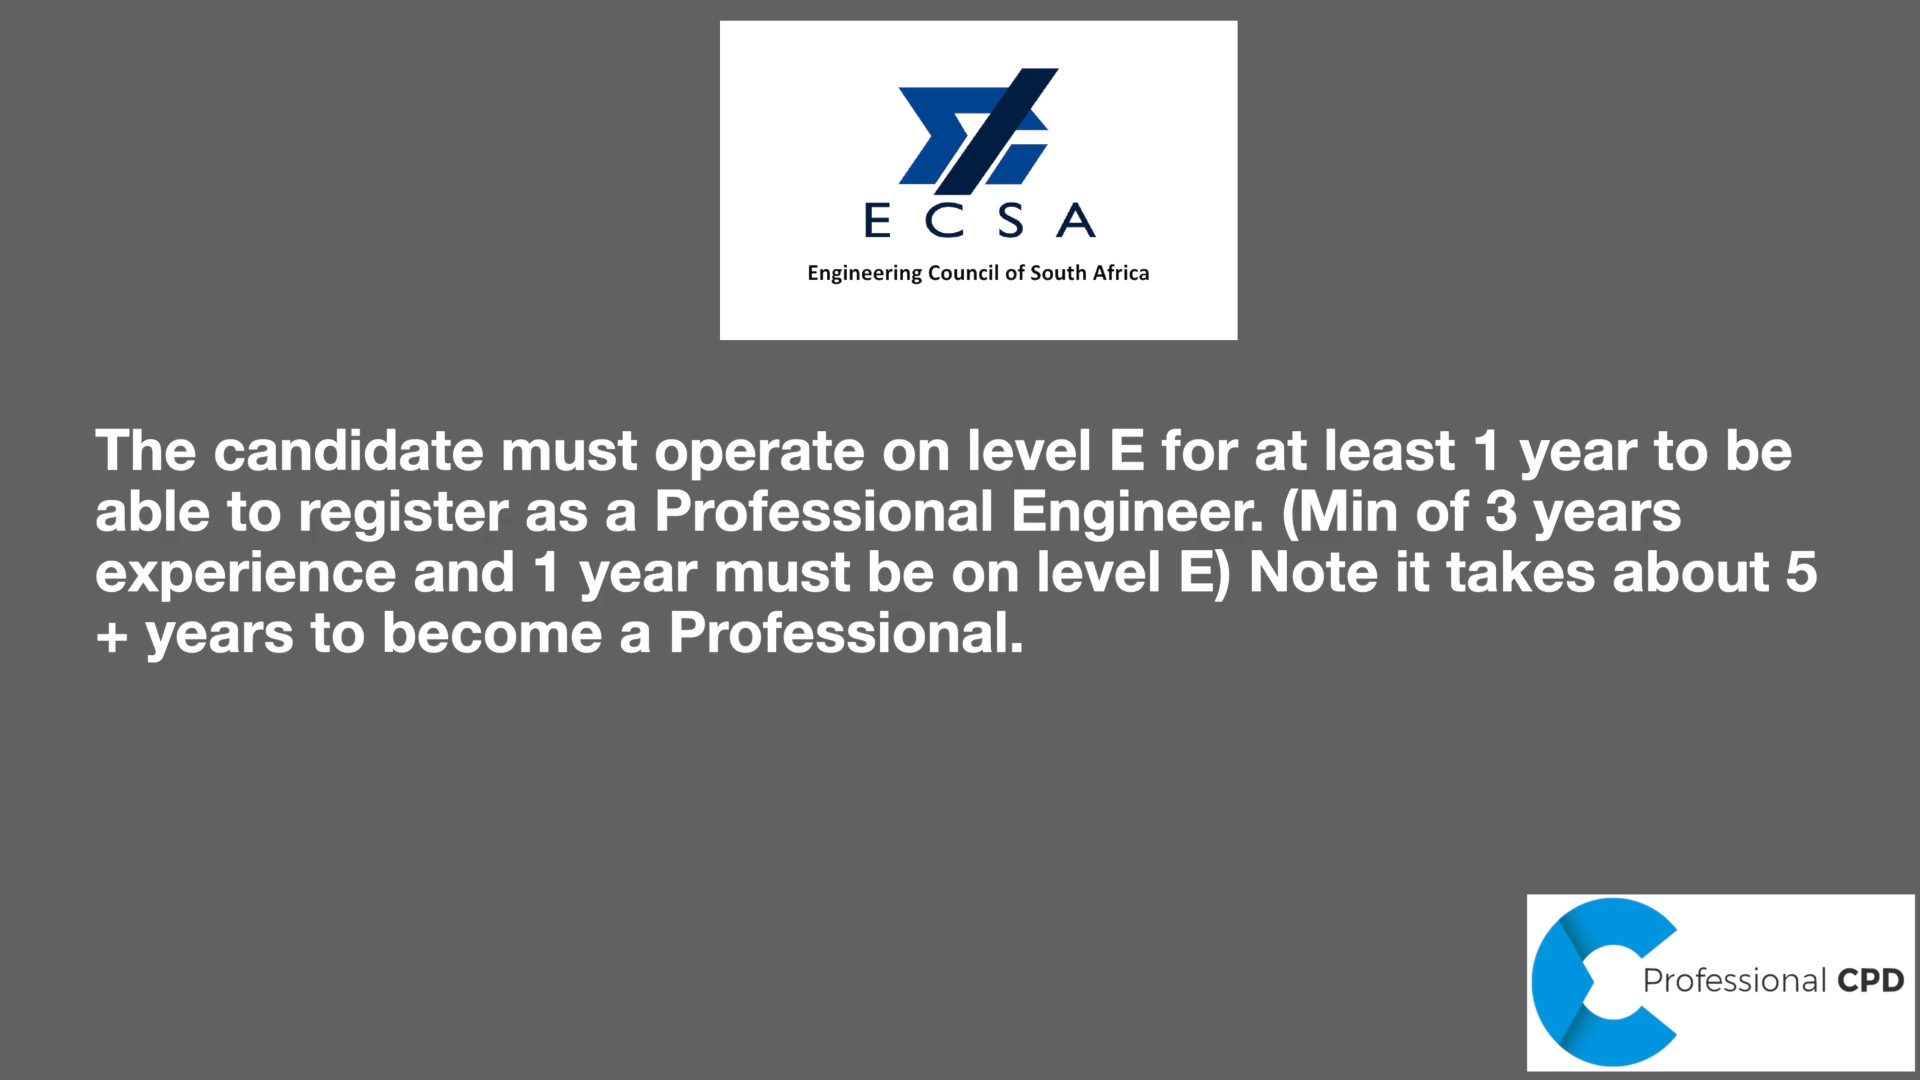 E C S A
Engineering Council of South Africa
The candidate must operate on level E for at least 1 year to be
able to register as a Professional Engineer. (Min of 3 years
experience and 1 year must be on level E) Note it takes about 5
+ years to become a Professional.
Professional CPD